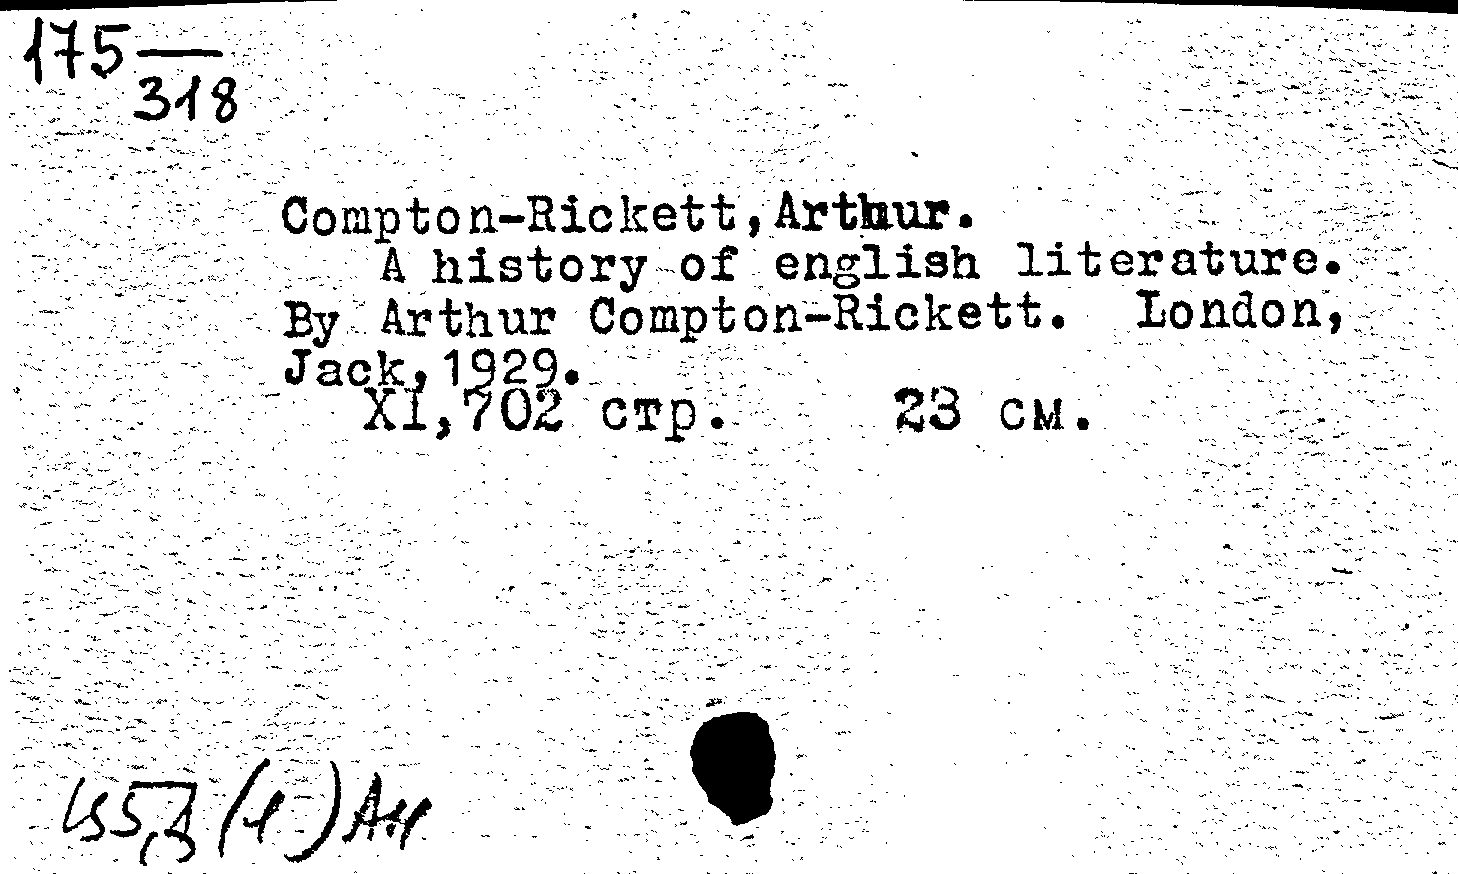 175
318
Compton-Rickett, Arthur.
A history of english literature.
By Arthur Compton-Rickett. London,
Jack, 1929.
XI, 702 стр. 23 см.